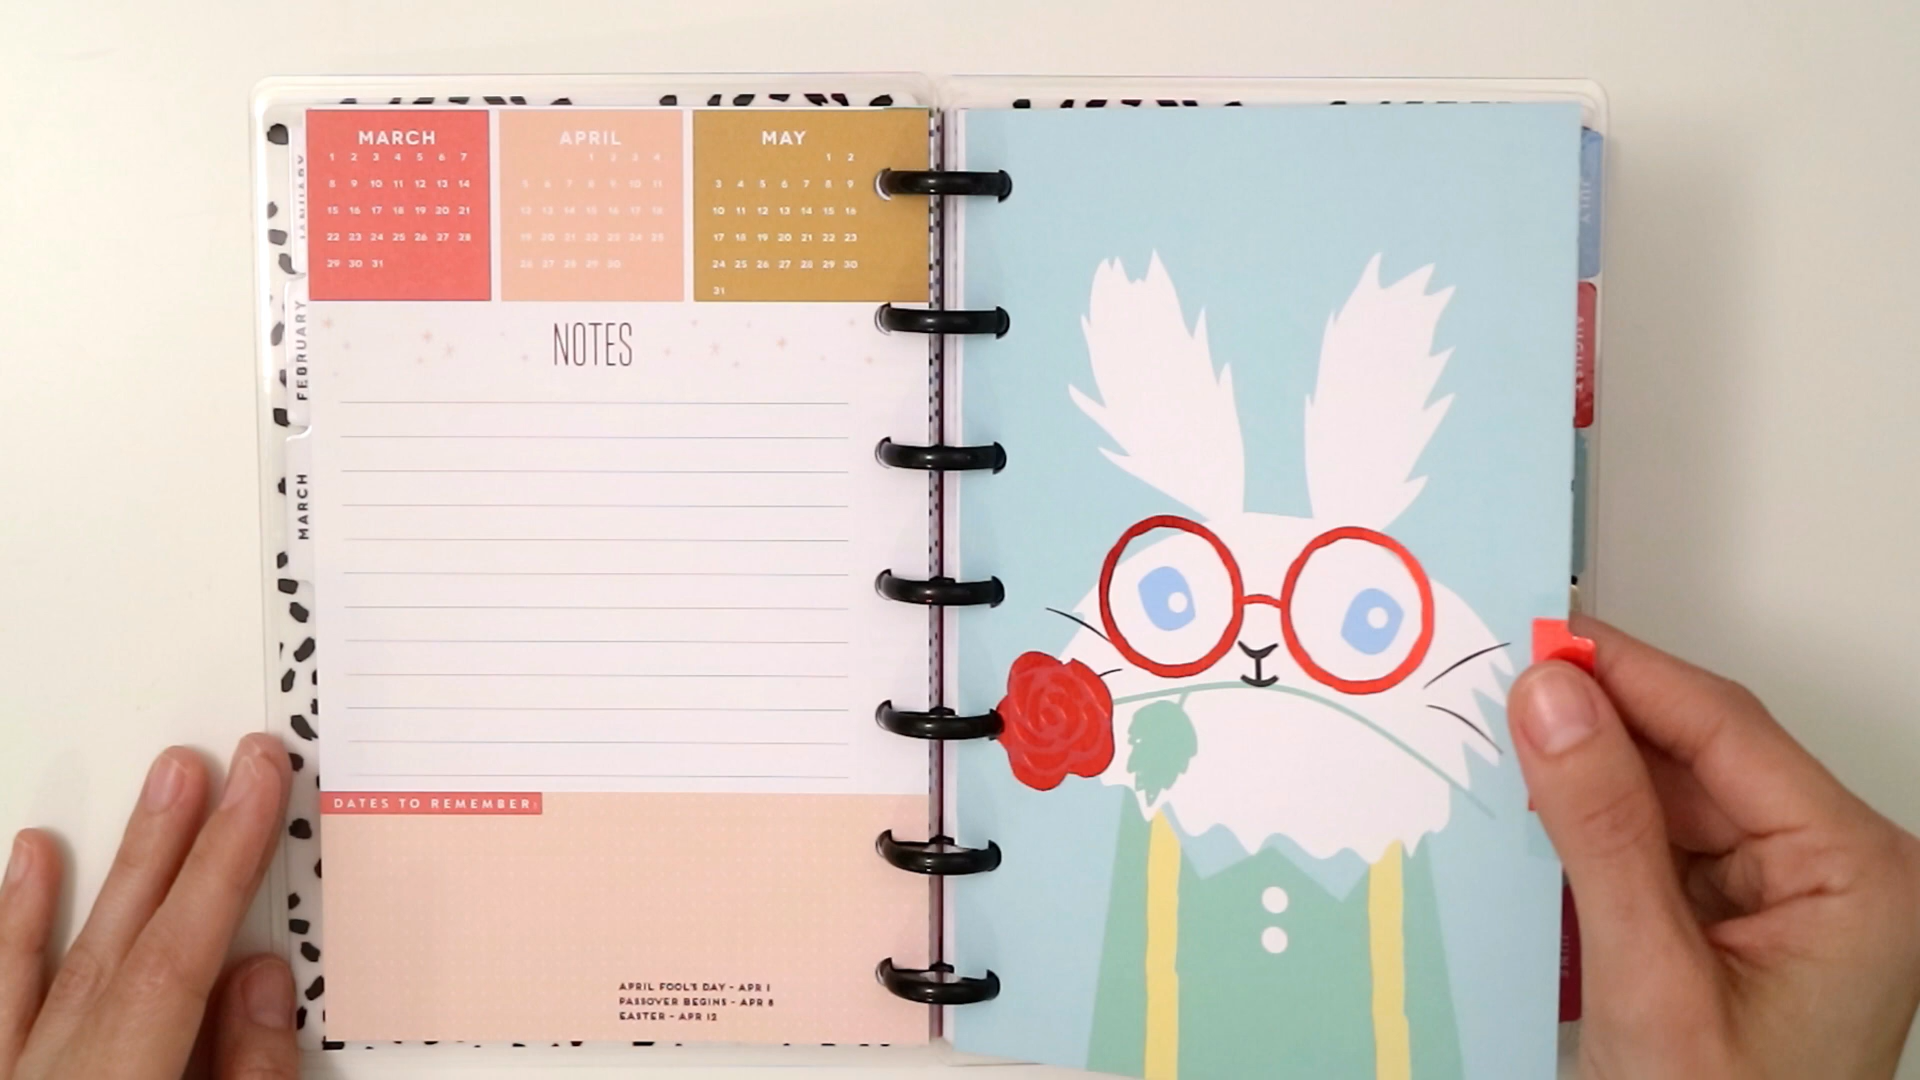 MARCH
1 2 3 4 5 6 7
8 9 10 11 12 13 14
15 16 17 18 19 20 21
22 23 24 25 26 27 28
29 30 31
APRIL
1 2 3 4
5 6 7 8 9 10 11
12 13 14 15 16 17 18
19 20 21 22 23 24 25
26 27 28 29 30
MAY
1 2
3 4 5 6 7 8 9
10 11 12 13 14 15 16
17 18 19 20 21 22 23
24 25 26 27 28 29 30
31
JANUARY
FEBRUARY
MARCH
NOTES
DATES TO REMEMBER:
APRIL FOOL'S DAY - APR 1
PASSOVER BEGINS - APR 8
EASTER - APR 12
JULY
AUGUST
JUNE